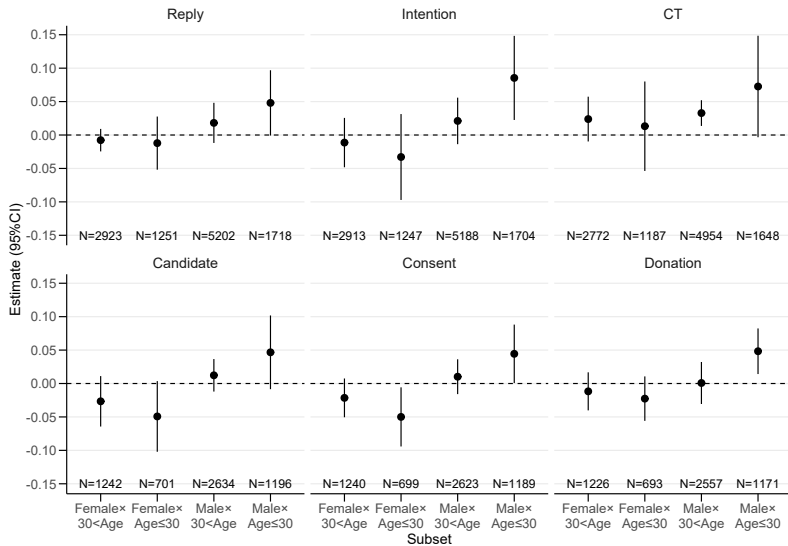 Reply Intention CT
0.15
0.10
0.05
0.00
-0.05
-0.10
-0.15
N=2923 N=1251 N=5202 N=1718 N=2913 N=1247 N=5188 N=1704 N=2772 N=1187 N=4954 N=1648
Estimate (95%CI)
Candidate Consent Donation
0.15
0.10
0.05
0.00
-0.05
-0.10
-0.15
N=1242 N=701 N=2634 N=1196 N=1240 N=699 N=2623 N=1189 N=1226 N=693 N=2557 N=1171
Female× Female× Male× Male× Female× Female× Male× Male× Female× Female× Male× Male×
30<Age Age≤30 30<Age Age≤30 30<Age Age≤30 30<Age Age≤30 30<Age Age≤30 30<Age Age≤30
Subset